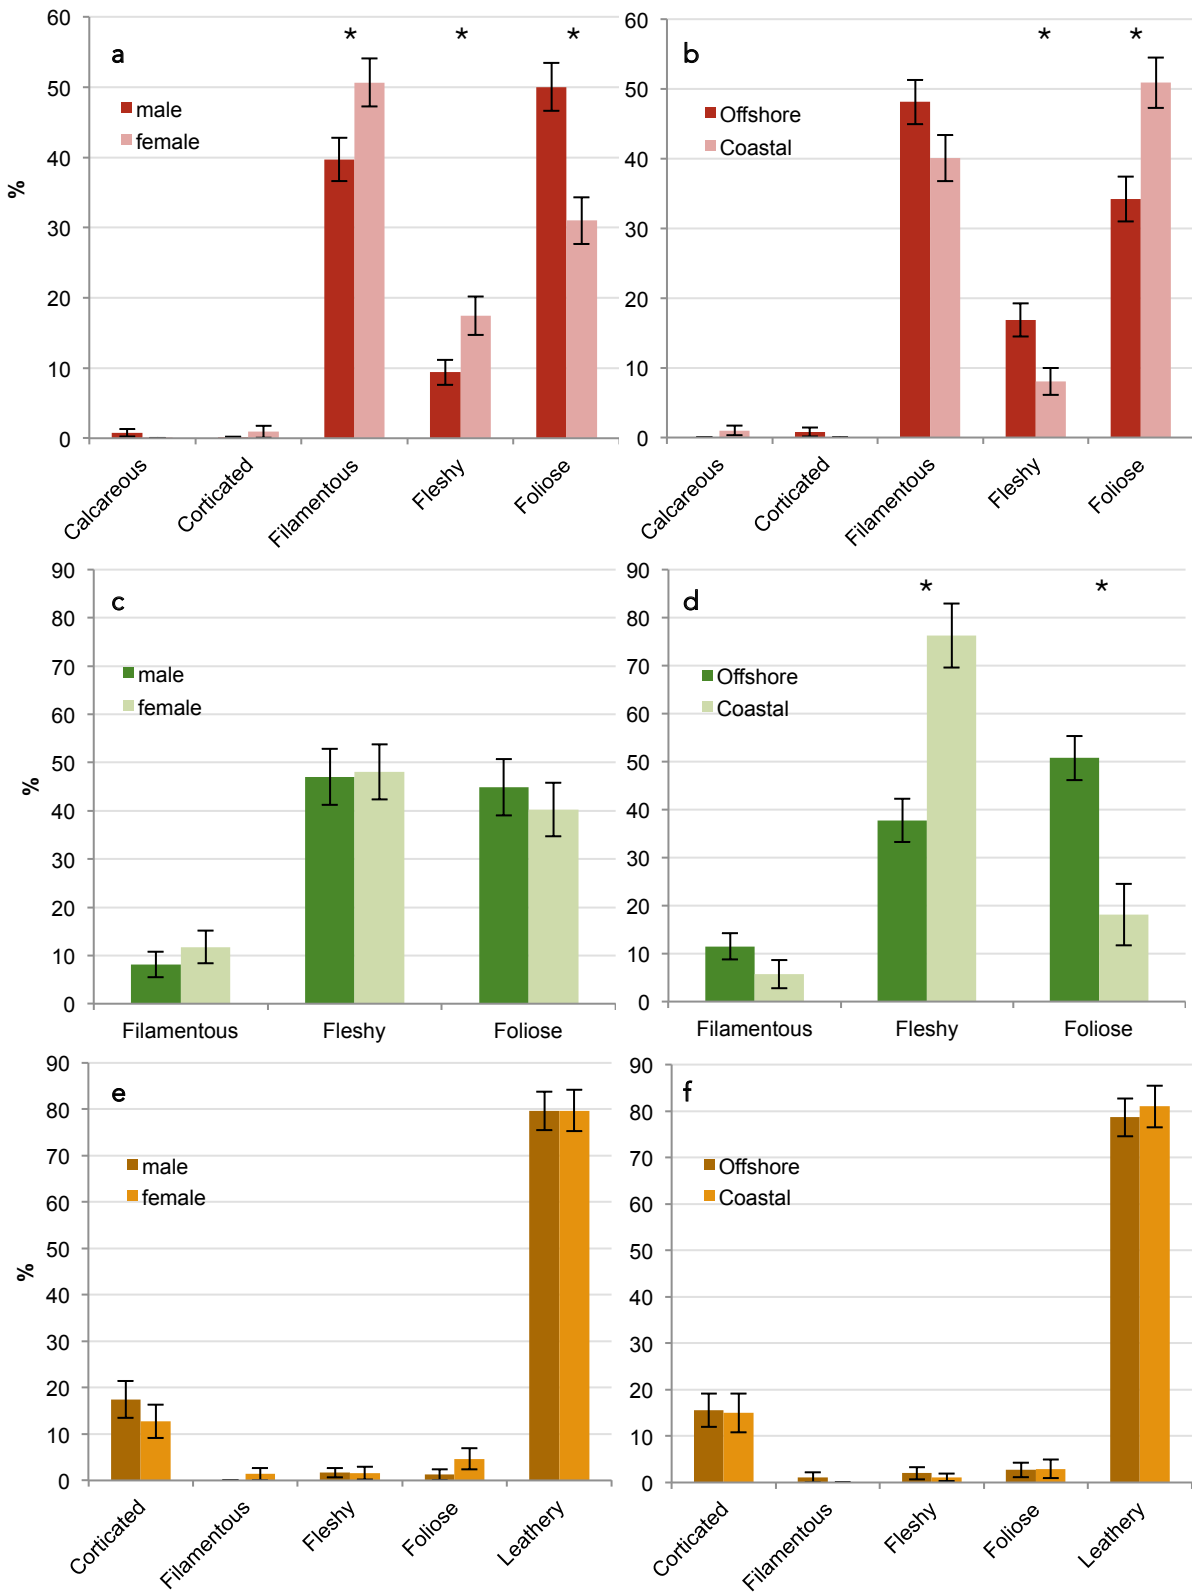 60
50
40
30
20
10
0
%
a
male
female
* * *
Calcareous
Corticated
Filamentous
Fleshy
Foliose
60
50
40
30
20
10
0
b
Offshore
Coastal
* *
Calcareous
Corticated
Filamentous
Fleshy
Foliose
90
80
70
60
50
40
30
20
10
0
%
c
male
female
Filamentous Fleshy Foliose
90
80
70
60
50
40
30
20
10
0
d
Offshore
Coastal
* *
Filamentous Fleshy Foliose
90
80
70
60
50
40
30
20
10
0
%
e
male
female
Corticated
Filamentous
Fleshy
Foliose
Leathery
90
80
70
60
50
40
30
20
10
0
f
Offshore
Coastal
Corticated
Filamentous
Fleshy
Foliose
Leathery